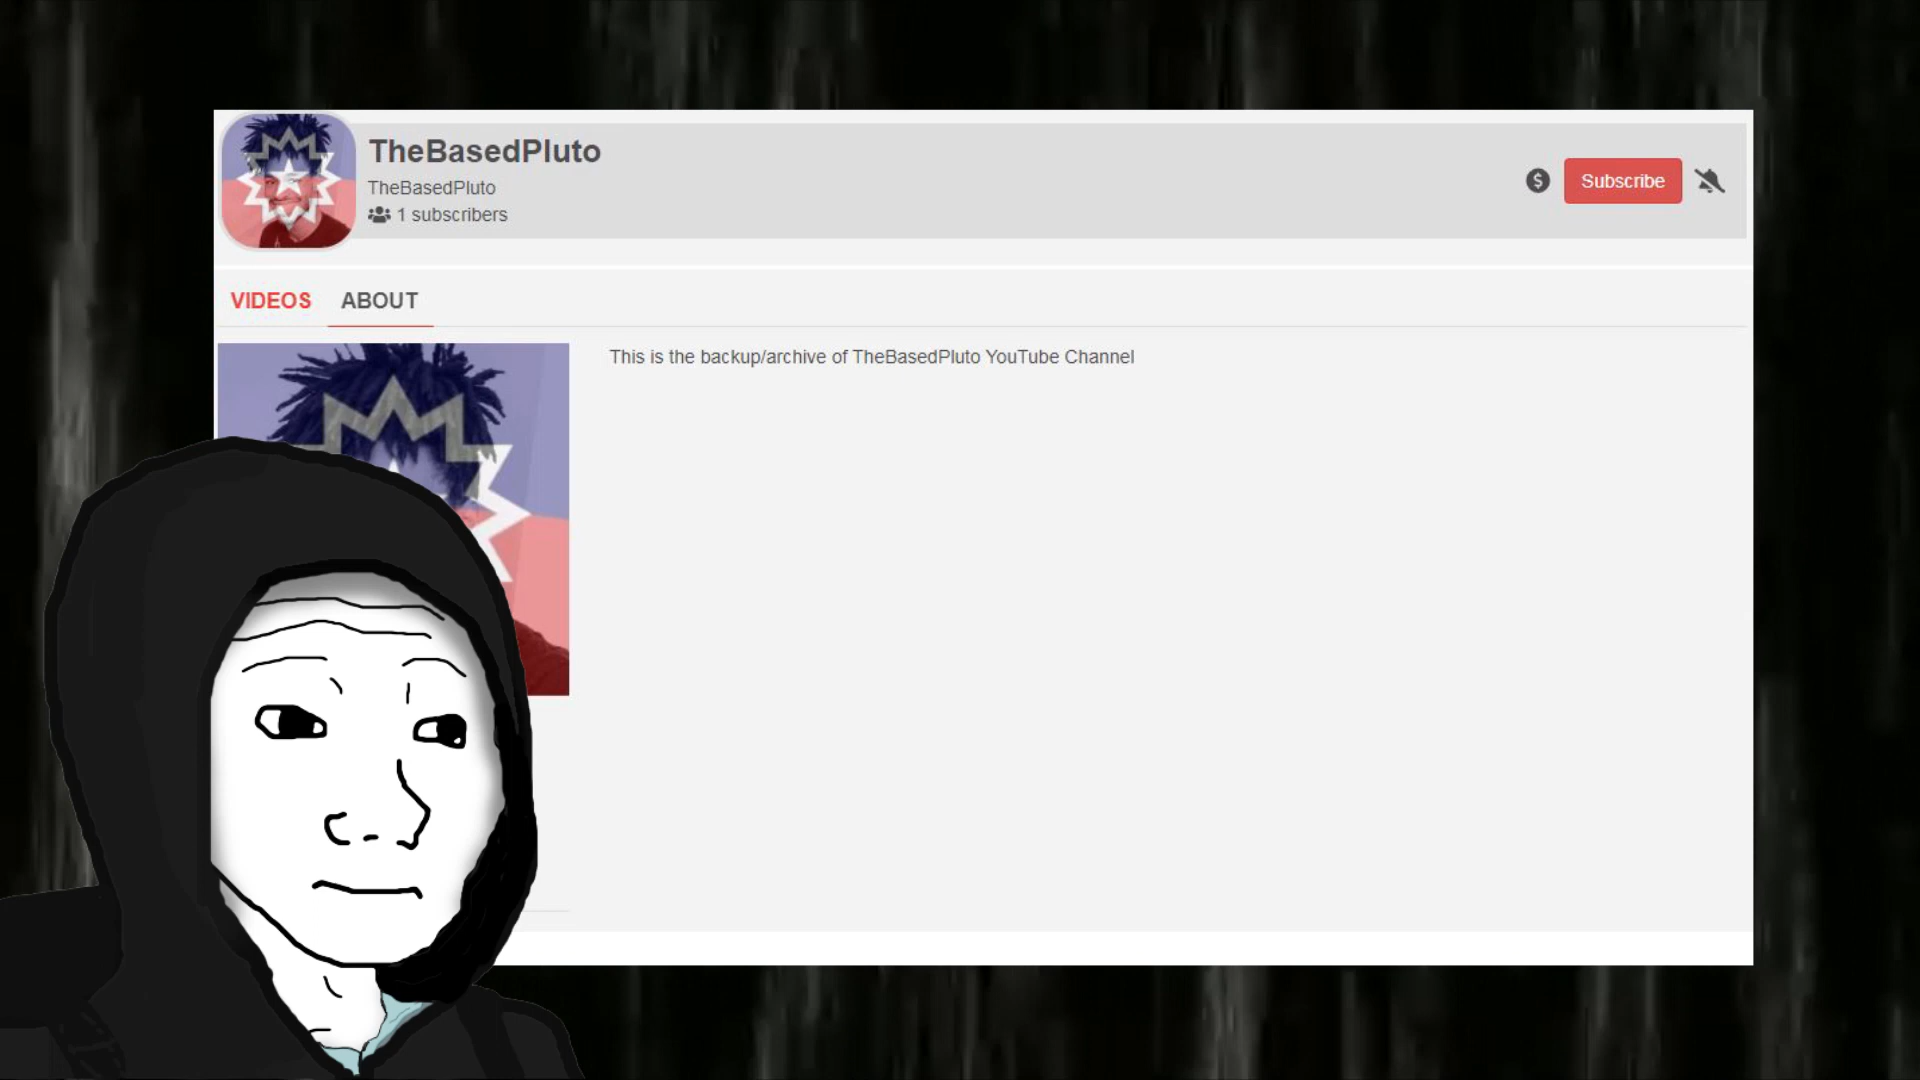 TheBasedPluto
TheBasedPluto
1 subscribers
Subscribe
VIDEOS ABOUT
This is the backup/archive of TheBasedPluto YouTube Channel